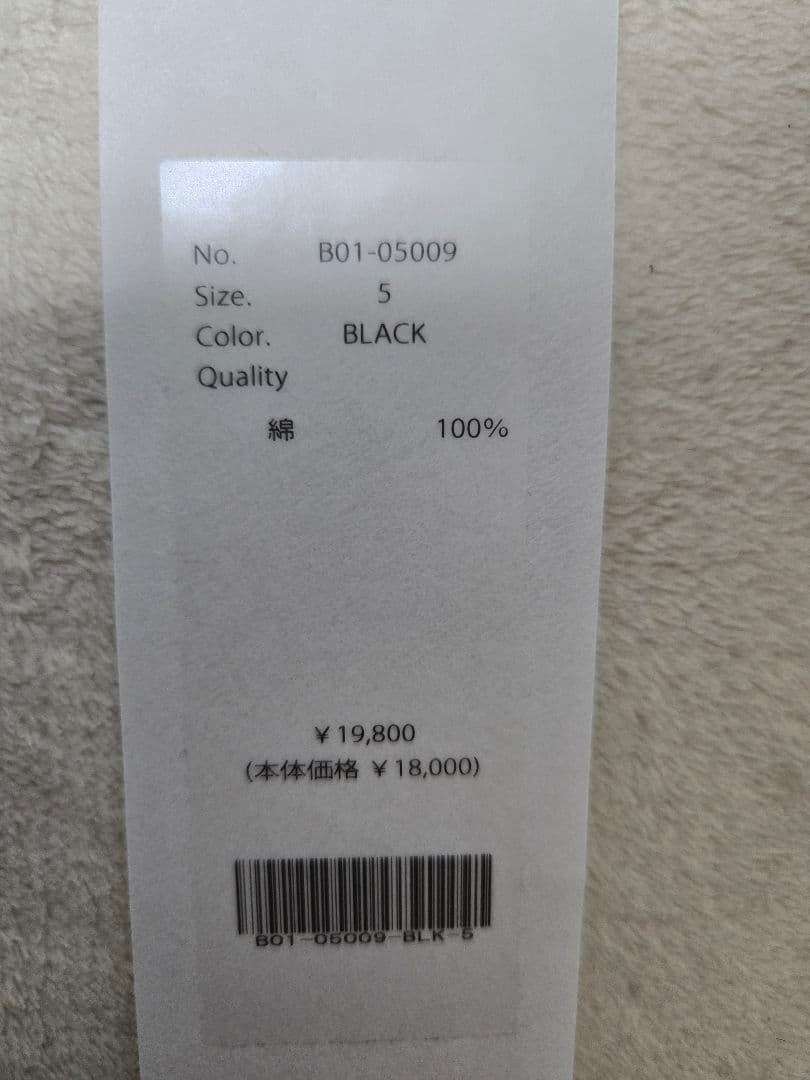 No. B01-05009
Size. 5
Color. BLACK
Quality
綿 100%
¥19,800
(本体価格 ¥18,000)
B01-05009-BLK-5